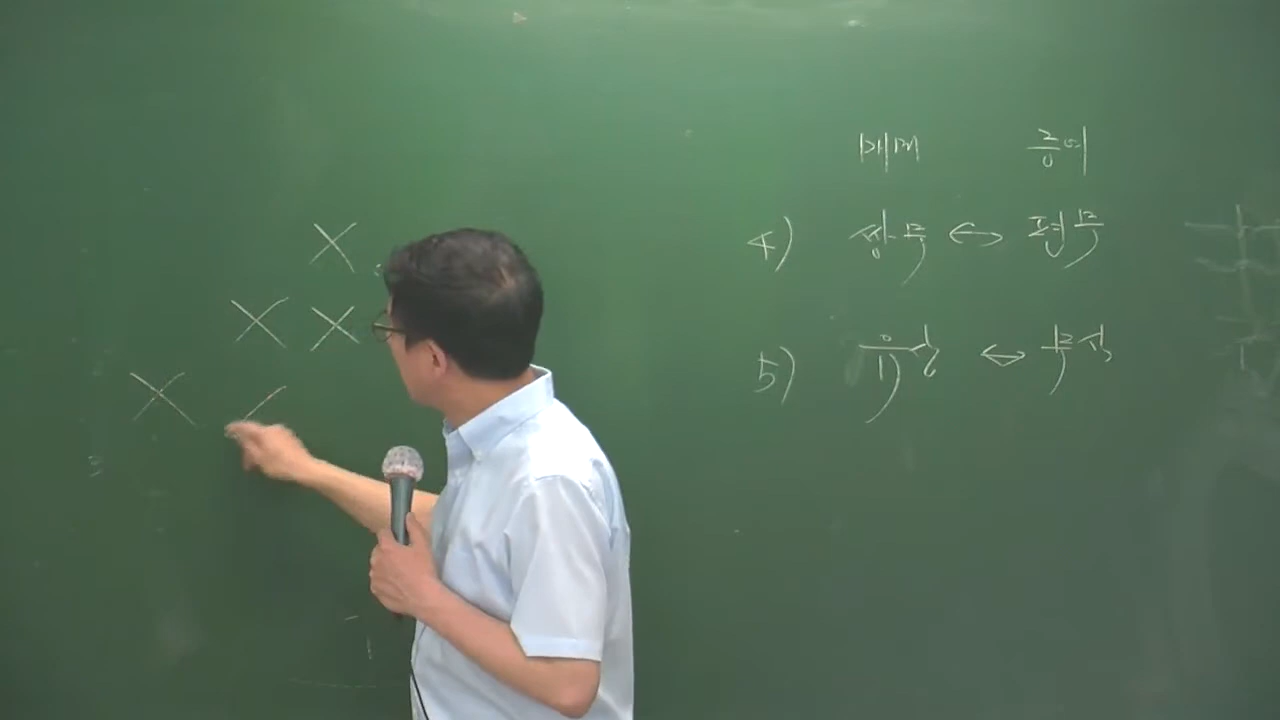 X
X X
X
매매 증여
4) 쌍무 ↔ 편무
5) 유상 ↔ 무상